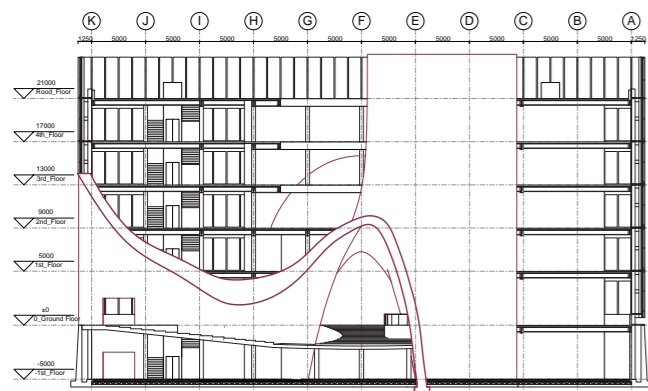 K J I H G F E D C B A
1250 5000 5000 5000 5000 5000 5000 5000 5000 5000 5000 1250
21000
Rood_Floor
17000
4th_Floor
13000
3rd_Floor
9000
2nd_Floor
5000
1st_Floor
±0
0_Ground Floor
-5000
-1st_Floor